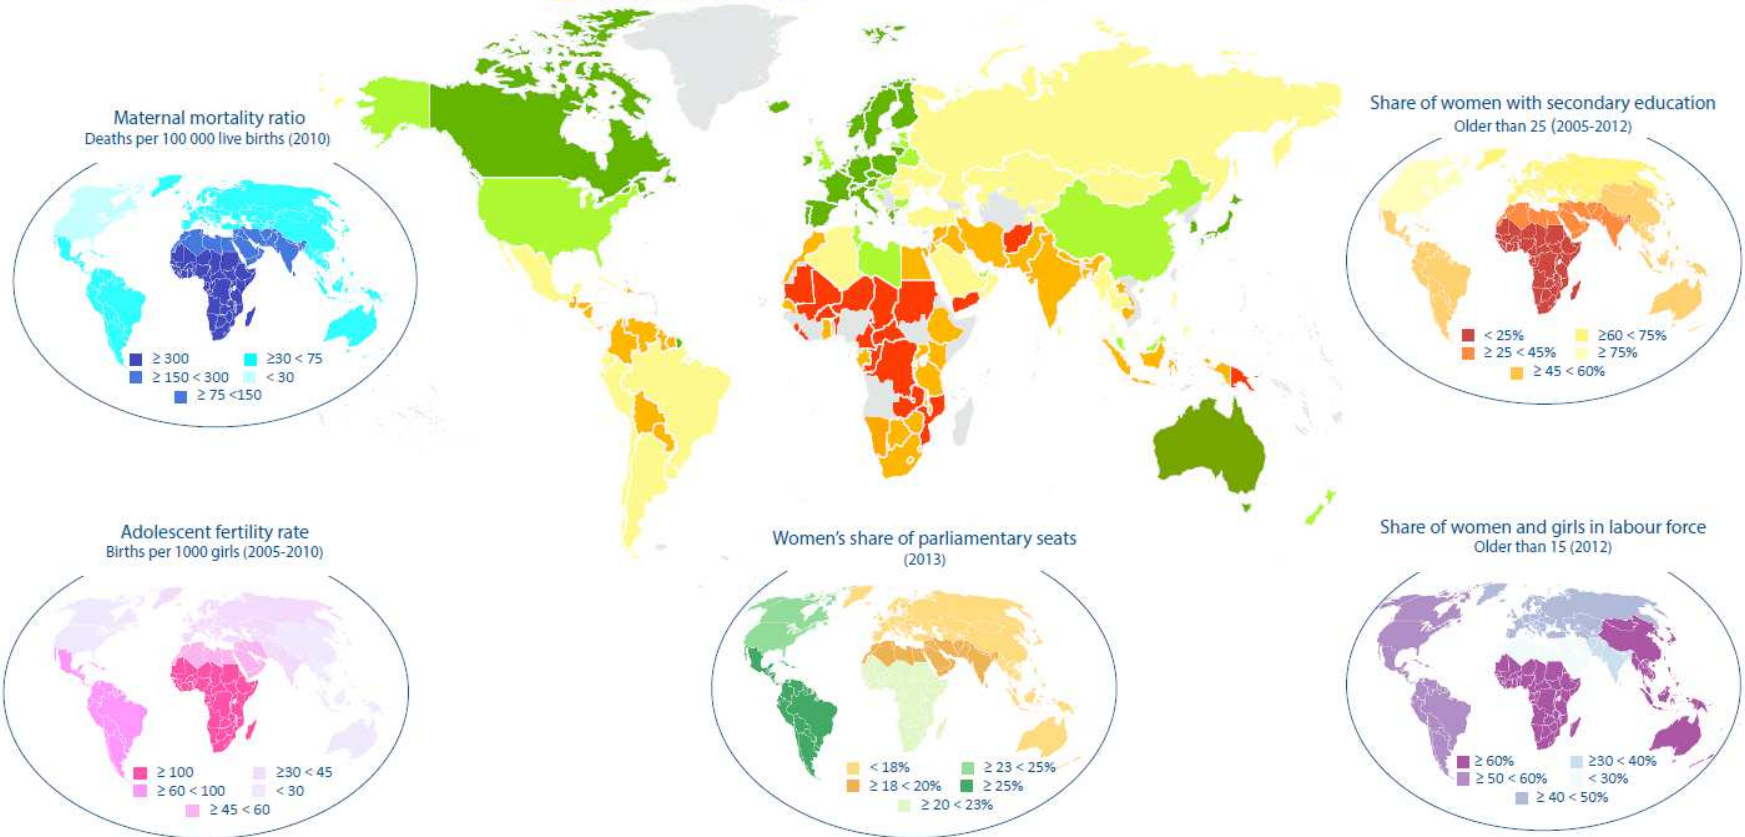 Maternal mortality ratio
Deaths per 100 000 live births (2010)
≥ 300
≥30 < 75
≥ 150 < 300
< 30
≥ 75 <150
Share of women with secondary education
Older than 25 (2005-2012)
< 25%
≥60 < 75%
≥ 25 < 45%
≥ 75%
≥ 45 < 60%
Adolescent fertility rate
Births per 1000 girls (2005-2010)
≥ 100
≥30 < 45
≥ 60 < 100
< 30
≥ 45 < 60
Women's share of parliamentary seats
(2013)
< 18%
≥ 23 < 25%
≥ 18 < 20%
≥ 25%
≥ 20 < 23%
Share of women and girls in labour force
Older than 15 (2012)
≥ 60%
≥30 < 40%
≥ 50 < 60%
< 30%
≥ 40 < 50%